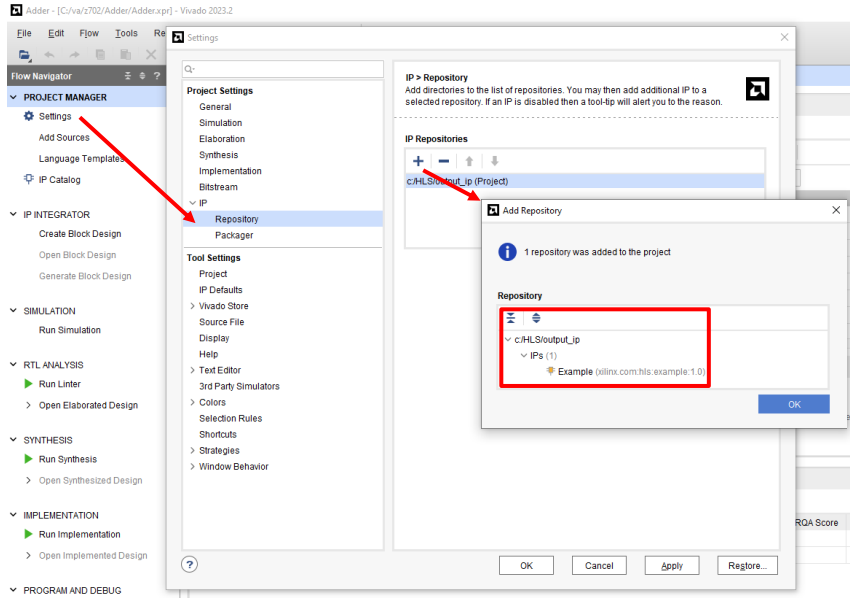 Adder - [C:/va/z702/Adder/Adder.xpr] - Vivado 2023.2
File Edit Flow Tools Re
Flow Navigator
?
PROJECT MANAGER
Settings
Add Sources
Language Templates
IP Catalog
IP INTEGRATOR
Create Block Design
Open Block Design
Generate Block Design
SIMULATION
Run Simulation
RTL ANALYSIS
Run Linter
Open Elaborated Design
SYNTHESIS
Run Synthesis
Open Synthesized Design
IMPLEMENTATION
Run Implementation
Open Implemented Design
PROGRAM AND DEBUG
Settings
Project Settings
General
Simulation
Elaboration
Synthesis
Implementation
Bitstream
IP
Repository
Packager
Tool Settings
Project
IP Defaults
Vivado Store
Source File
Display
Help
Text Editor
3rd Party Simulators
Colors
Selection Rules
Shortcuts
Strategies
Window Behavior
IP > Repository
Add directories to the list of repositories. You may then add additional IP to a
selected repository. If an IP is disabled then a tool-tip will alert you to the reason.
IP Repositories
c:/HLS/output_ip (Project)
Add Repository
1 repository was added to the project
Repository
c:/HLS/output_ip
IPs (1)
Example (xilinx.com:hls:example:1.0)
OK
?
OK Cancel Apply Restore...
RQA Score